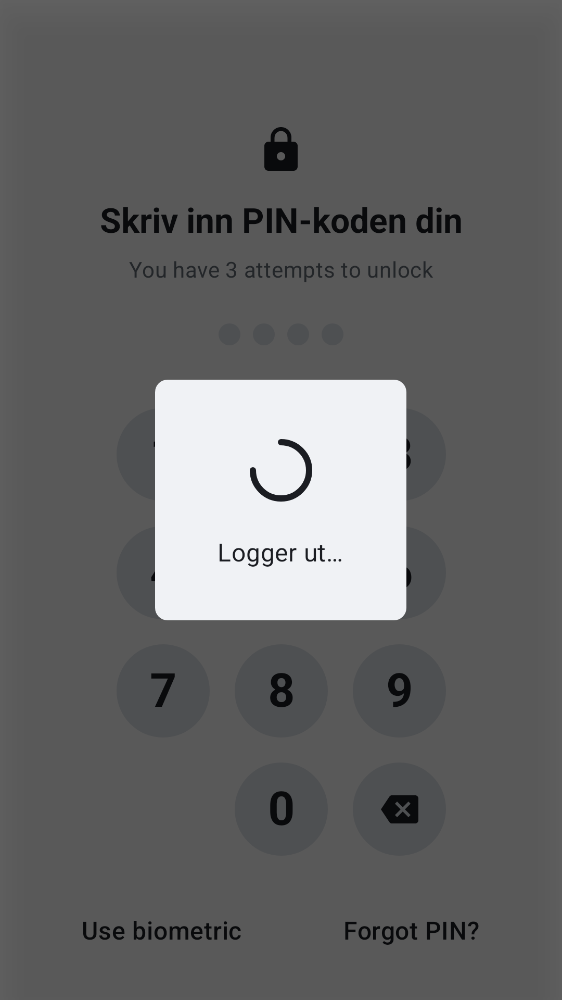 Skriv inn PIN-koden din
You have 3 attempts to unlock
Logger ut...
7 8 9
0
Use biometric Forgot PIN?